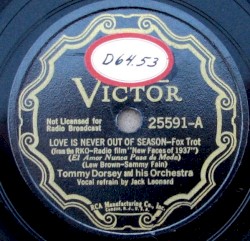 D64.53
VICTOR
Not Licensed for
Radio Broadcast
25591-A
LOVE IS NEVER OUT OF SEASON-Fox Trot
(from the RKO-Radio film "New Faces of 1937")
(El Amor Nunca Pasa de Moda)
(Lew Brown-Sammy Fain)
Tommy Dorsey and his Orchestra
Vocal refrain by Jack Leonard
RCA Manufacturing Co., Inc.
Camden, N.J., U.S.A.